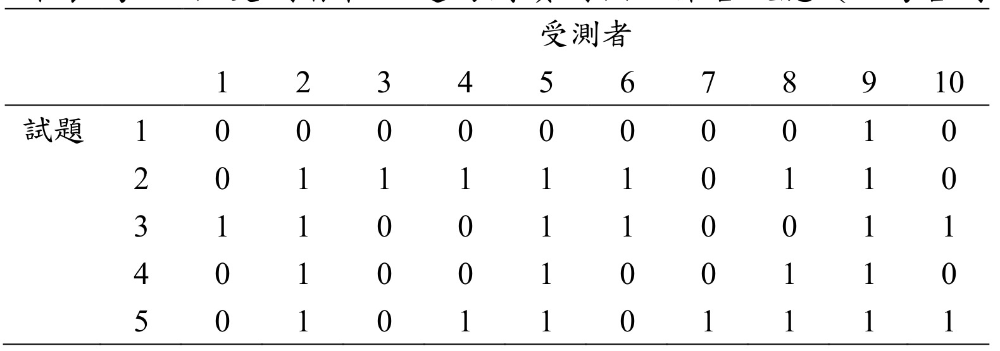 受測者
1 2 3 4 5 6 7 8 9 10
試題 1 0 0 0 0 0 0 0 0 1 0
2 0 1 1 1 1 1 0 1 1 0
3 1 1 0 0 1 1 0 0 1 1
4 0 1 0 0 1 0 0 1 1 0
5 0 1 0 1 1 0 1 1 1 1